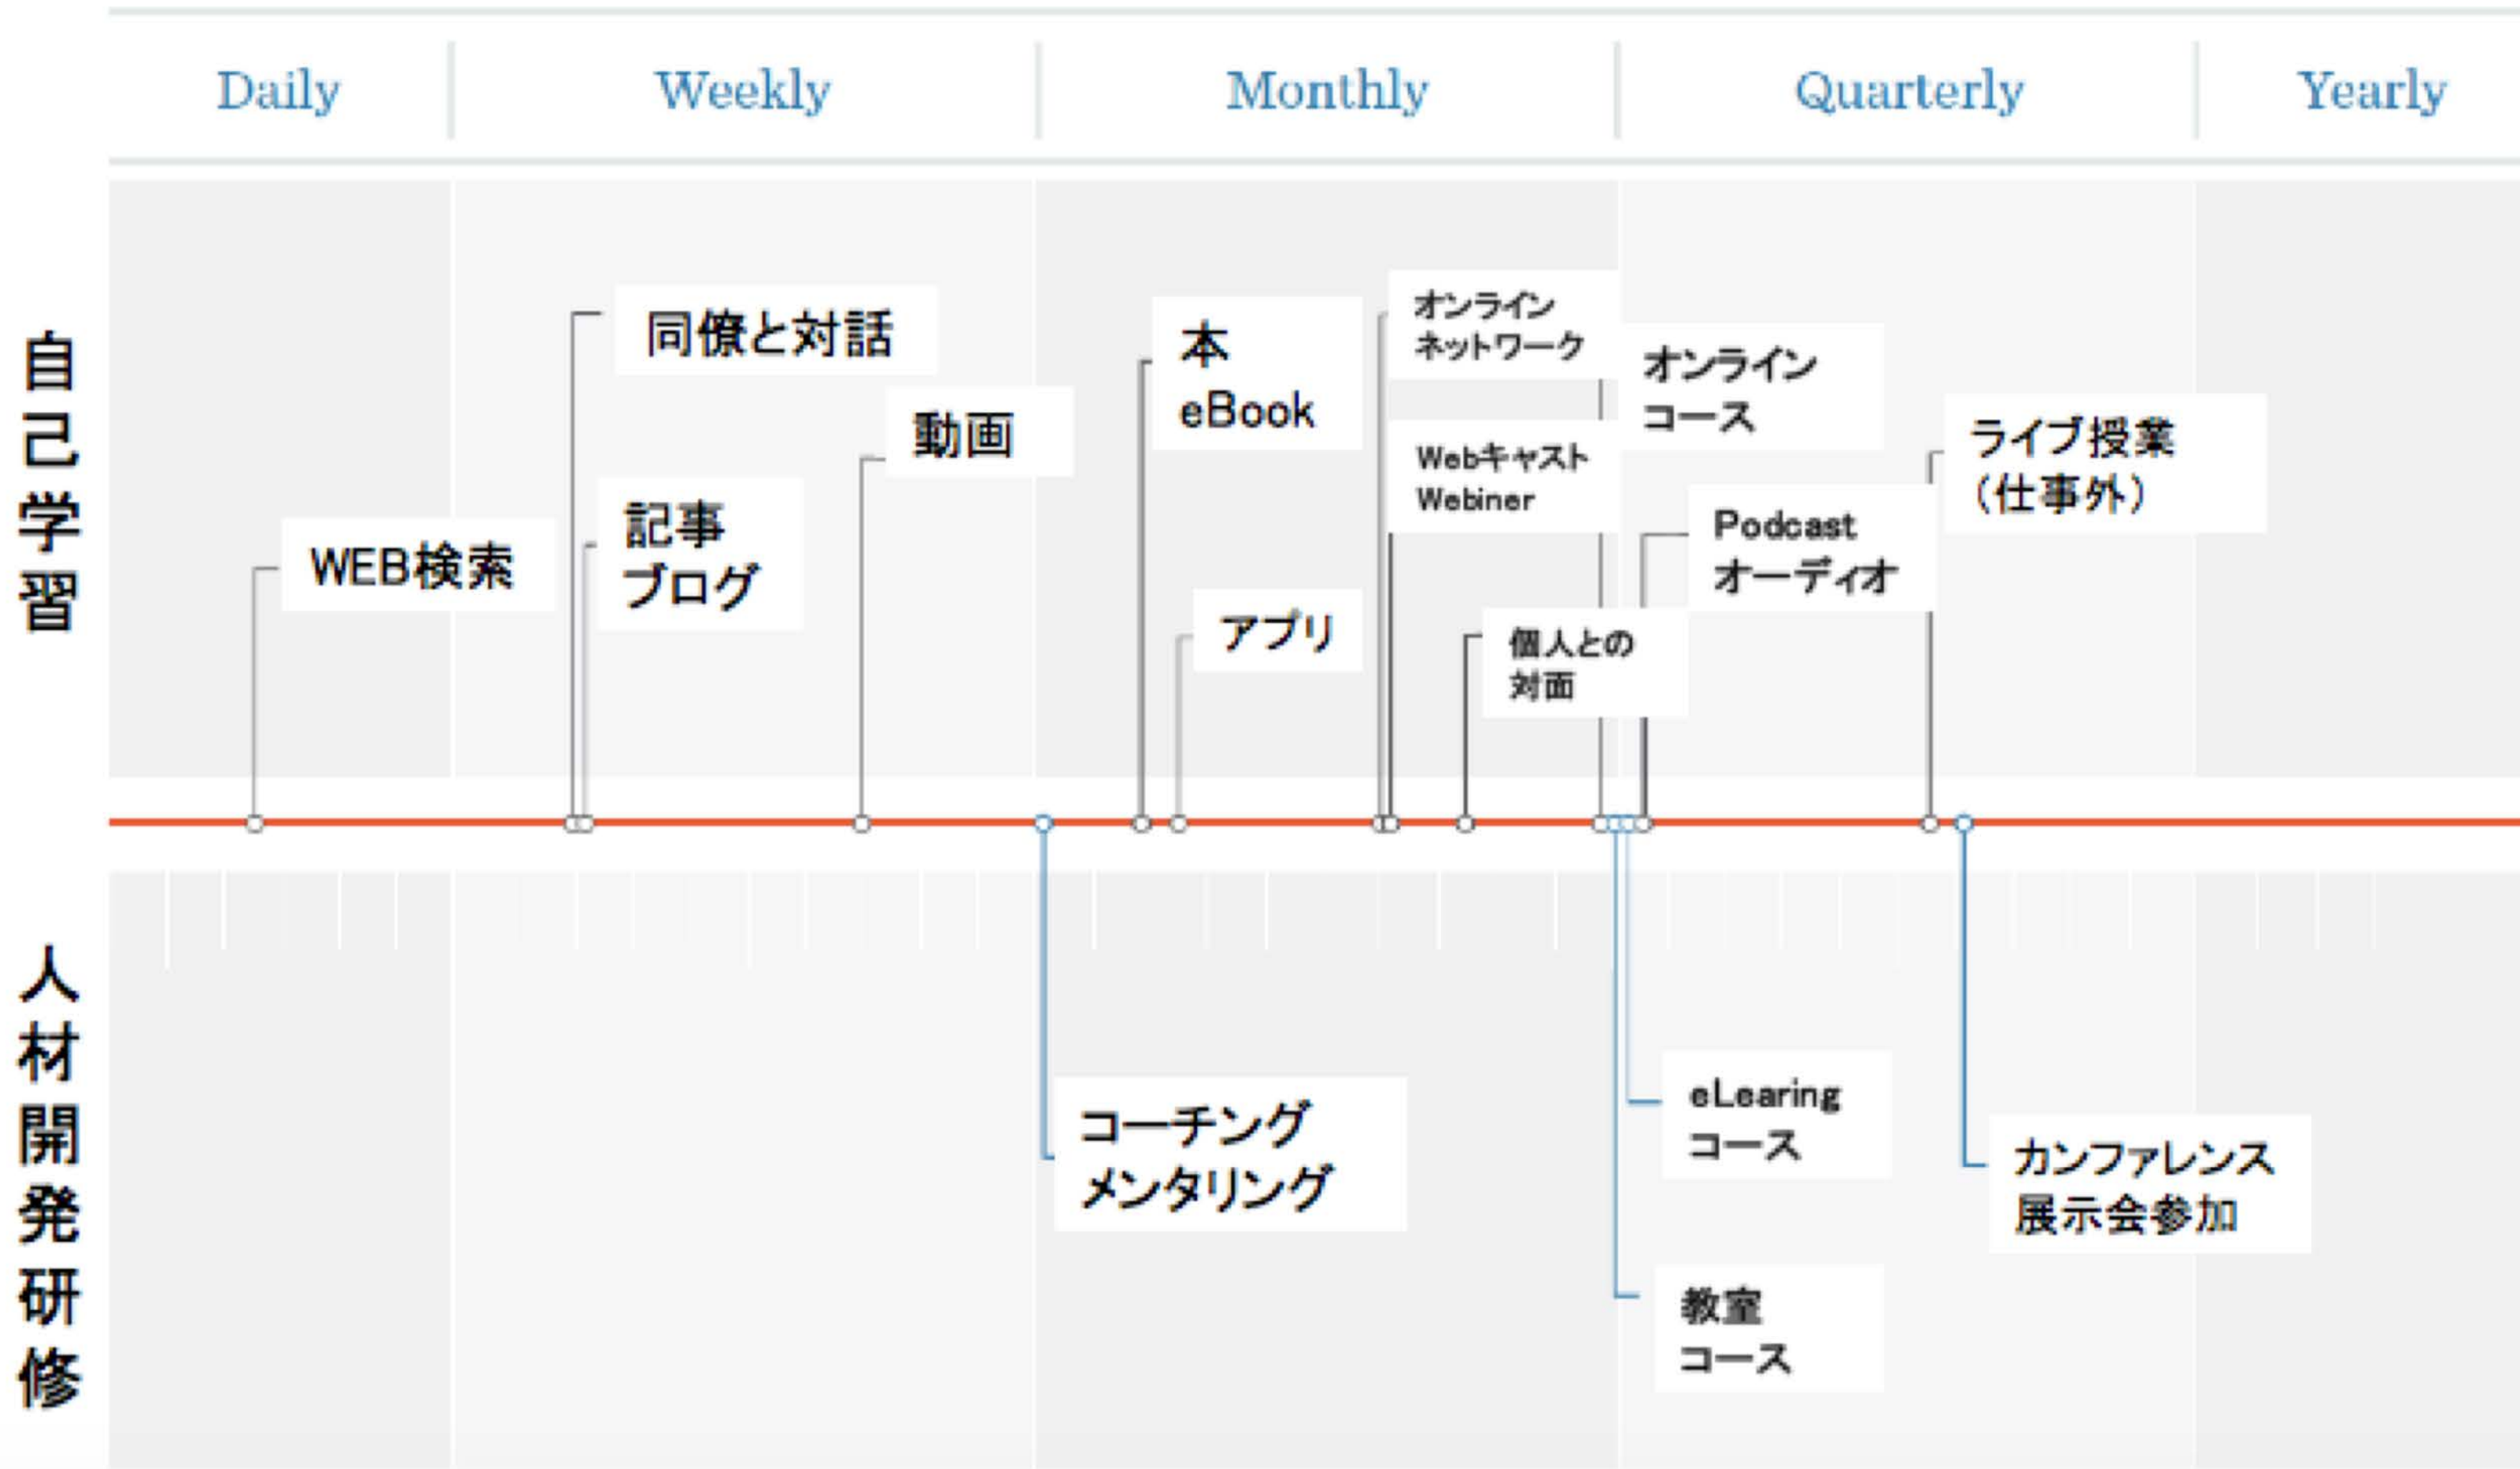 Daily
Weekly
Monthly
Quarterly
Yearly
自己学習
WEB検索
同僚と対話
記事
ブログ
動画
本
eBook
アプリ
オンライン
ネットワーク
Webキャスト
Webiner
個人との
対面
オンライン
コース
Podcast
オーディオ
ライブ授業
（仕事外）
人材開発研修
コーチング
メンタリング
eLearing
コース
教室
コース
カンファレンス
展示会参加